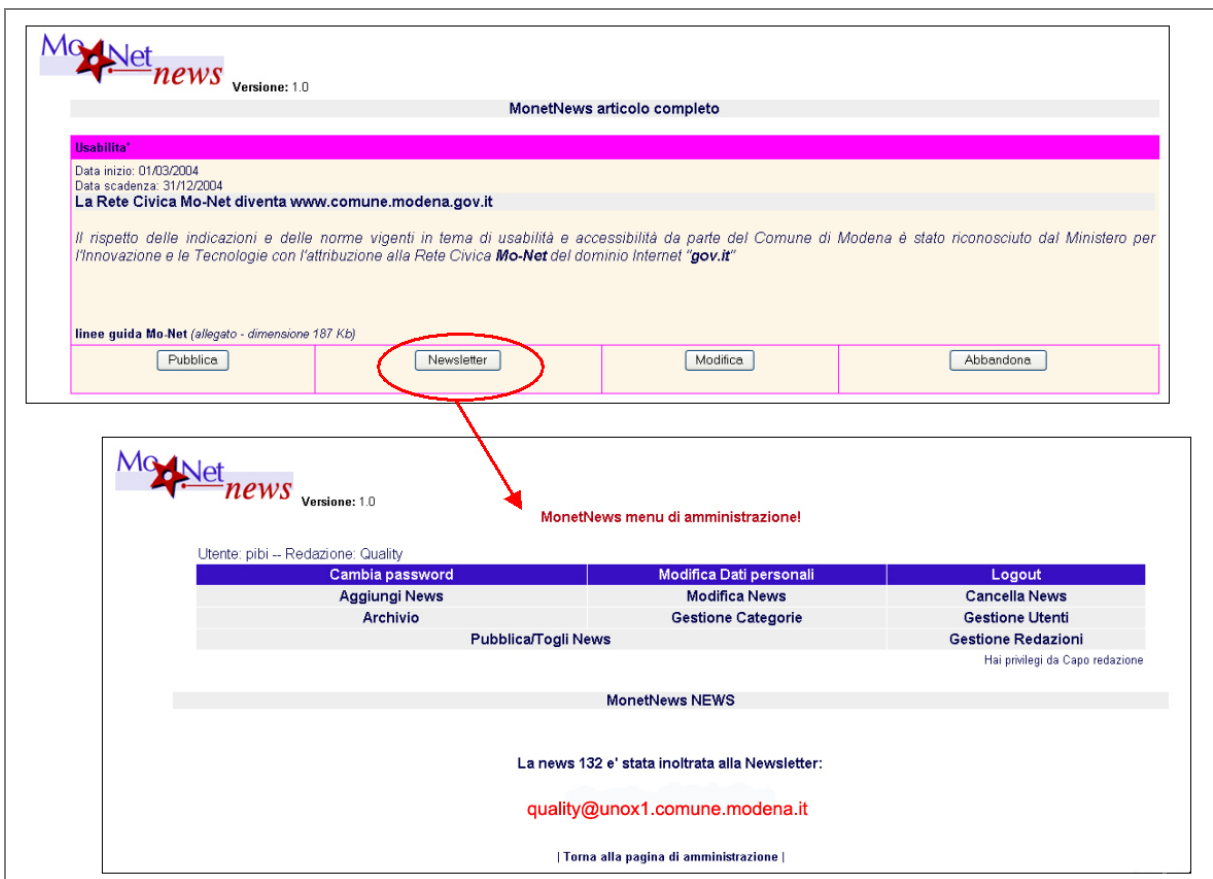 Mo Net
news Versione: 1.0
MonetNews articolo completo
Usabilita'
Data inizio: 01/03/2004
Data scadenza: 31/12/2004
La Rete Civica Mo-Net diventa www.comune.modena.gov.it
Il rispetto delle indicazioni e delle norme vigenti in tema di usabilità e accessibilità da parte del Comune di Modena è stato riconosciuto dal Ministero per
l'Innovazione e le Tecnologie con l'attribuzione alla Rete Civica Mo-Net del dominio Internet "gov.it"
linee guida Mo-Net (allegato - dimensione 187 Kb)
Pubblica Newsletter Modifica Abbandona
Mo Net
news Versione: 1.0
MonetNews menu di amministrazione!
Utente: pibi -- Redazione: Quality
Cambia password Modifica Dati personali Logout
Aggiungi News Modifica News Cancella News
Archivio Gestione Categorie Gestione Utenti
Pubblica/Togli News Gestione Redazioni
Hai privilegi da Capo redazione
MonetNews NEWS
La news 132 e' stata inoltrata alla Newsletter:
quality@unox1.comune.modena.it
| Torna alla pagina di amministrazione |